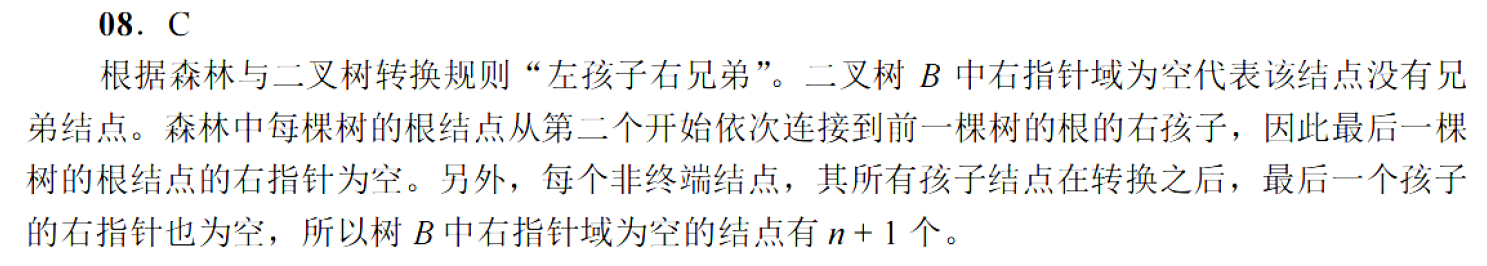 08．C
根据森林与二叉树转换规则“左孩子右兄弟”。二叉树 B 中右指针域为空代表该结点没有兄
弟结点。森林中每棵树的根结点从第二个开始依次连接到前一棵树的根的右孩子，因此最后一棵
树的根结点的右指针为空。另外，每个非终端结点，其所有孩子结点在转换之后，最后一个孩子
的右指针也为空，所以树 B 中右指针域为空的结点有 n + 1 个。